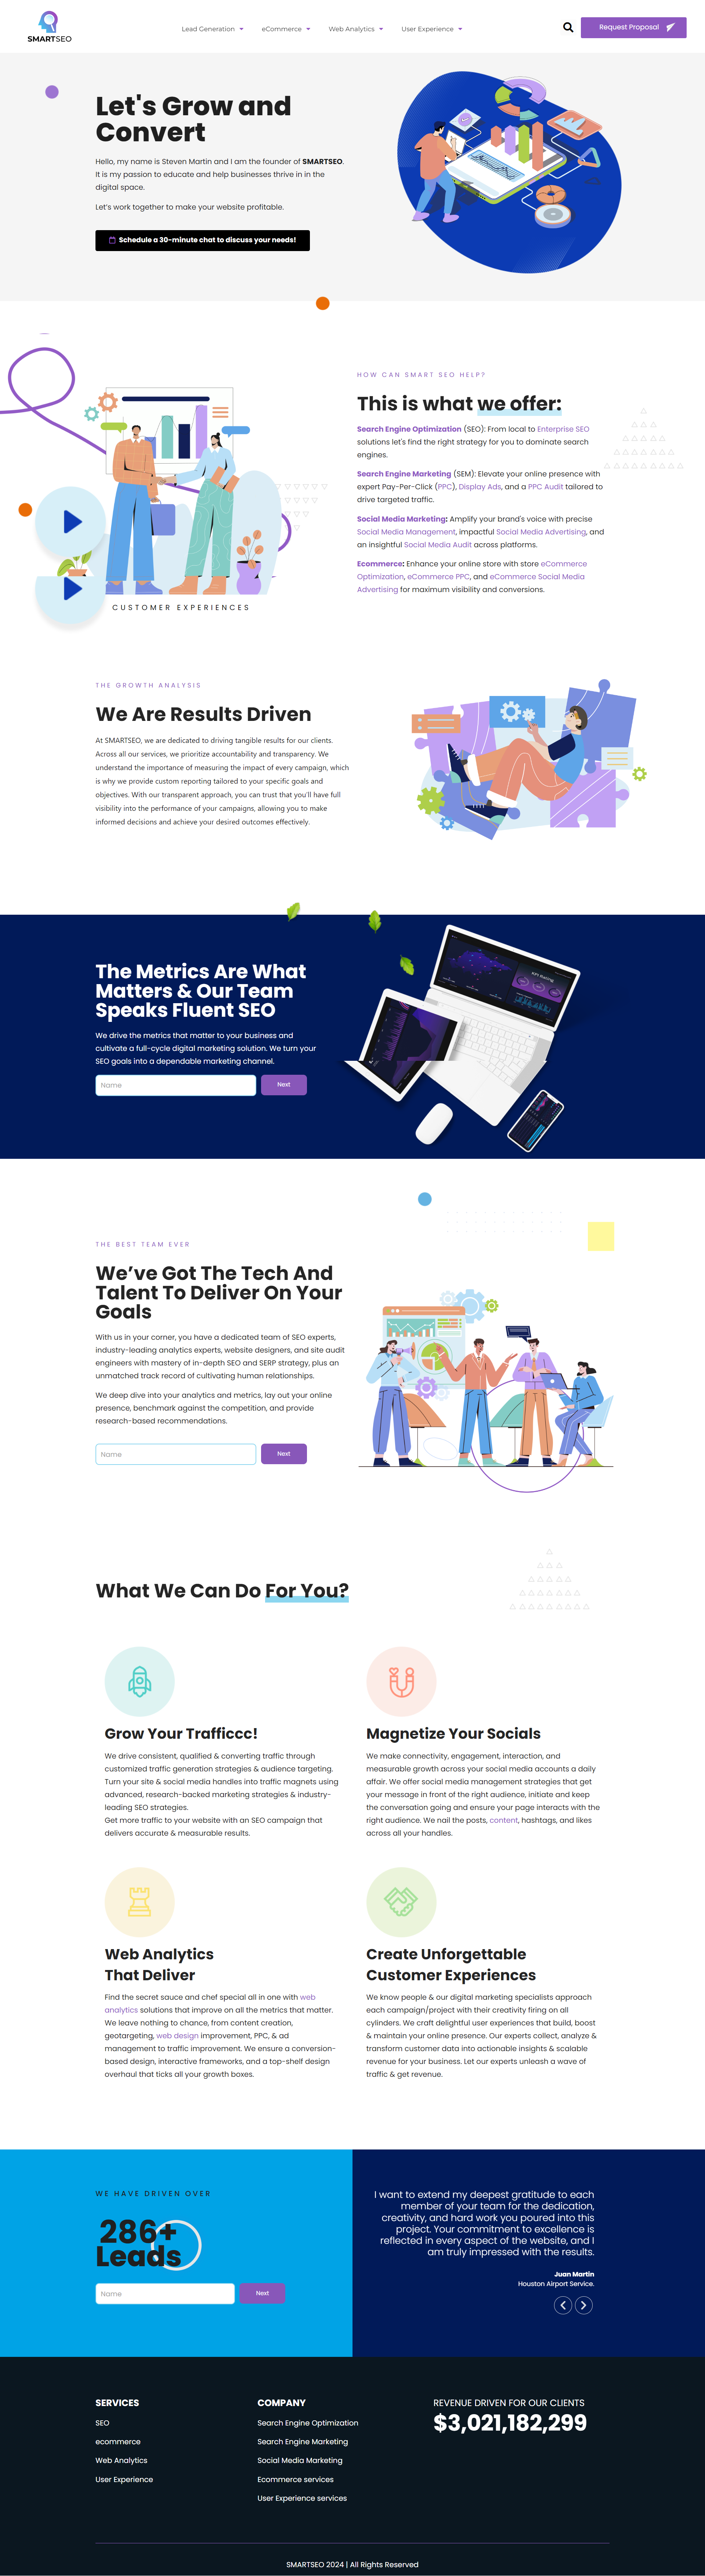 SMARTSEO
Lead Generation
eCommerce
Web Analytics
User Experience
Request Proposal
Let's Grow and
Convert
Hello, my name is Steven Martin and I am the founder of SMARTSEO.
It is my passion to educate and help businesses thrive in in the
digital space.
Let's work together to make your website profitable.
Schedule a 30-minute chat to discuss your needs!
HOW CAN SMART SEO HELP?
This is what we offer:
Search Engine Optimization (SEO): From local to Enterprise SEO
solutions let's find the right strategy for you to dominate search
engines.
Search Engine Marketing (SEM): Elevate your online presence with
expert Pay-Per-Click (PPC), Display Ads, and a PPC Audit tailored to
drive targeted traffic.
Social Media Marketing: Amplify your brand's voice with precise
Social Media Management, impactful Social Media Advertising, and
an insightful Social Media Audit across platforms.
Ecommerce: Enhance your online store with store eCommerce
Optimization, eCommerce PPC, and eCommerce Social Media
Advertising for maximum visibility and conversions.
CUSTOMER EXPERIENCES
THE GROWTH ANALYSIS
We Are Results Driven
At SMARTSEO, we are dedicated to driving tangible results for our clients.
Across all our services, we prioritize accountability and transparency. We
understand the importance of measuring the impact of every campaign, which
is why we provide custom reporting tailored to your specific goals and
objectives. With our transparent approach, you can trust that you'll have full
visibility into the performance of your campaigns, allowing you to make
informed decisions and achieve your desired outcomes effectively.
The Metrics Are What
Matters & Our Team
Speaks Fluent SEO
We drive the metrics that matter to your business and
cultivate a full-cycle digital marketing solution. We turn your
SEO goals into a dependable marketing channel.
Name
Next
THE BEST TEAM EVER
We've Got The Tech And
Talent To Deliver On Your
Goals
With us in your corner, you have a dedicated team of SEO experts,
industry-leading analytics experts, website designers, and site audit
engineers with mastery of in-depth SEO and SERP strategy, plus an
unmatched track record of cultivating human relationships.
We deep dive into your analytics and metrics, lay out your online
presence, benchmark against the competition, and provide
research-based recommendations.
Name
Next
What We Can Do For You?
Grow Your Trafficcc!
We drive consistent, qualified & converting traffic through
customized traffic generation strategies & audience targeting.
Turn your site & social media handles into traffic magnets using
advanced, research-backed marketing strategies & industry-
leading SEO strategies.
Get more traffic to your website with an SEO campaign that
delivers accurate & measurable results.
Magnetize Your Socials
We make connectivity, engagement, interaction, and
measurable growth across your social media accounts a daily
affair. We offer social media management strategies that get
your message in front of the right audience, initiate and keep
the conversation going and ensure your page interacts with the
right audience. We nail the posts, content, hashtags, and likes
across all your handles.
Web Analytics
That Deliver
Find the secret sauce and chef special all in one with web
analytics solutions that improve on all the metrics that matter.
We leave nothing to chance, from content creation,
geotargeting, web design improvement, PPC, & ad
management to traffic improvement. We ensure a conversion-
based design, interactive frameworks, and a top-shelf design
overhaul that ticks all your growth boxes.
Create Unforgettable
Customer Experiences
We know people & our digital marketing specialists approach
each campaign/project with their creativity firing on all
cylinders. We craft delightful user experiences that build, boost
& maintain your online presence. Our experts collect, analyze &
transform customer data into actionable insights & scalable
revenue for your business. Let our experts unleash a wave of
traffic & get revenue.
WE HAVE DRIVEN OVER
286+
Leads
Name
Next
I want to extend my deepest gratitude to each
member of your team for the dedication,
creativity, and hard work you poured into this
project. Your commitment to excellence is
reflected in every aspect of the website, and I
am truly impressed with the results.
Juan Martin
Houston Airport Service.
SERVICES
SEO
ecommerce
Web Analytics
User Experience
COMPANY
Search Engine Optimization
Search Engine Marketing
Social Media Marketing
Ecommerce services
User Experience services
REVENUE DRIVEN FOR OUR CLIENTS
$3,021,182,299
SMARTSEO 2024 | All Rights Reserved